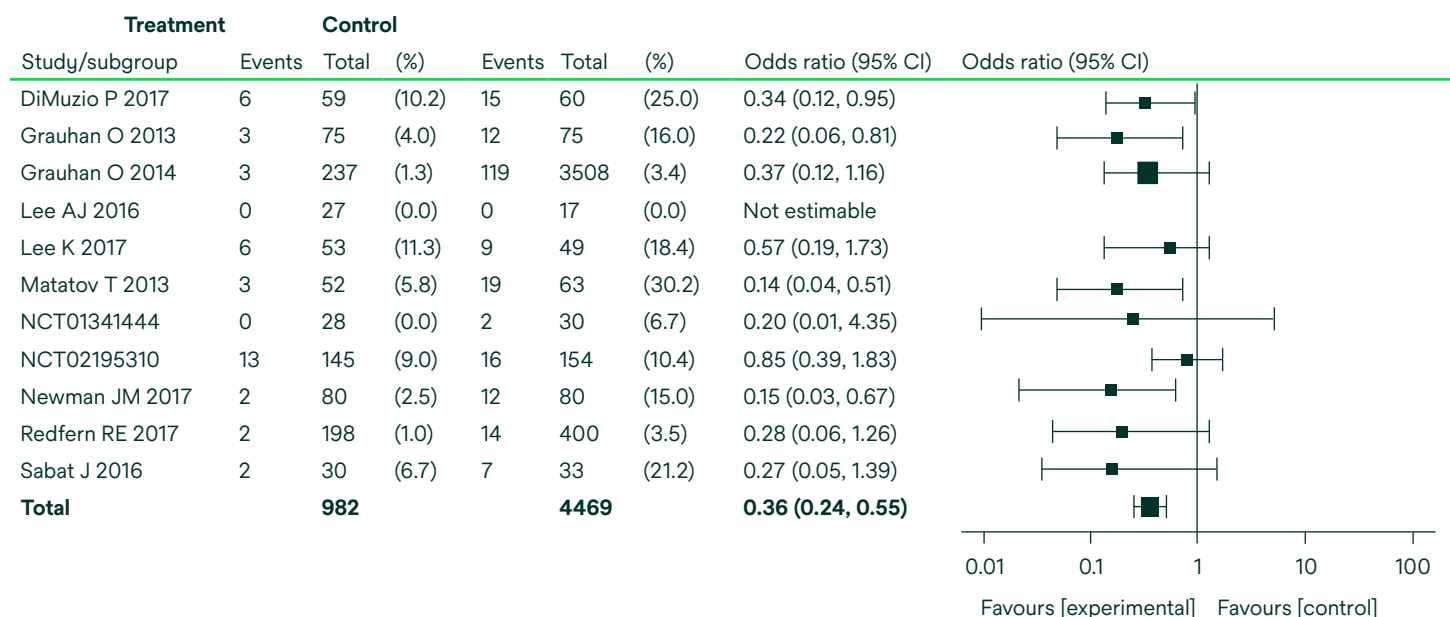 Treatment Control
Study/subgroup Events Total (%) Events Total (%) Odds ratio (95% CI) Odds ratio (95% CI)
DiMuzio P 2017 6 59 (10.2) 15 60 (25.0) 0.34 (0.12, 0.95)
Grauhan O 2013 3 75 (4.0) 12 75 (16.0) 0.22 (0.06, 0.81)
Grauhan O 2014 3 237 (1.3) 119 3508 (3.4) 0.37 (0.12, 1.16)
Lee AJ 2016 0 27 (0.0) 0 17 (0.0) Not estimable
Lee K 2017 6 53 (11.3) 9 49 (18.4) 0.57 (0.19, 1.73)
Matatov T 2013 3 52 (5.8) 19 63 (30.2) 0.14 (0.04, 0.51)
NCT01341444 0 28 (0.0) 2 30 (6.7) 0.20 (0.01, 4.35)
NCT02195310 13 145 (9.0) 16 154 (10.4) 0.85 (0.39, 1.83)
Newman JM 2017 2 80 (2.5) 12 80 (15.0) 0.15 (0.03, 0.67)
Redfern RE 2017 2 198 (1.0) 14 400 (3.5) 0.28 (0.06, 1.26)
Sabat J 2016 2 30 (6.7) 7 33 (21.2) 0.27 (0.05, 1.39)
Total 982 4469 0.36 (0.24, 0.55)
0.01 0.1 1 10 100
Favours [experimental] Favours [control]